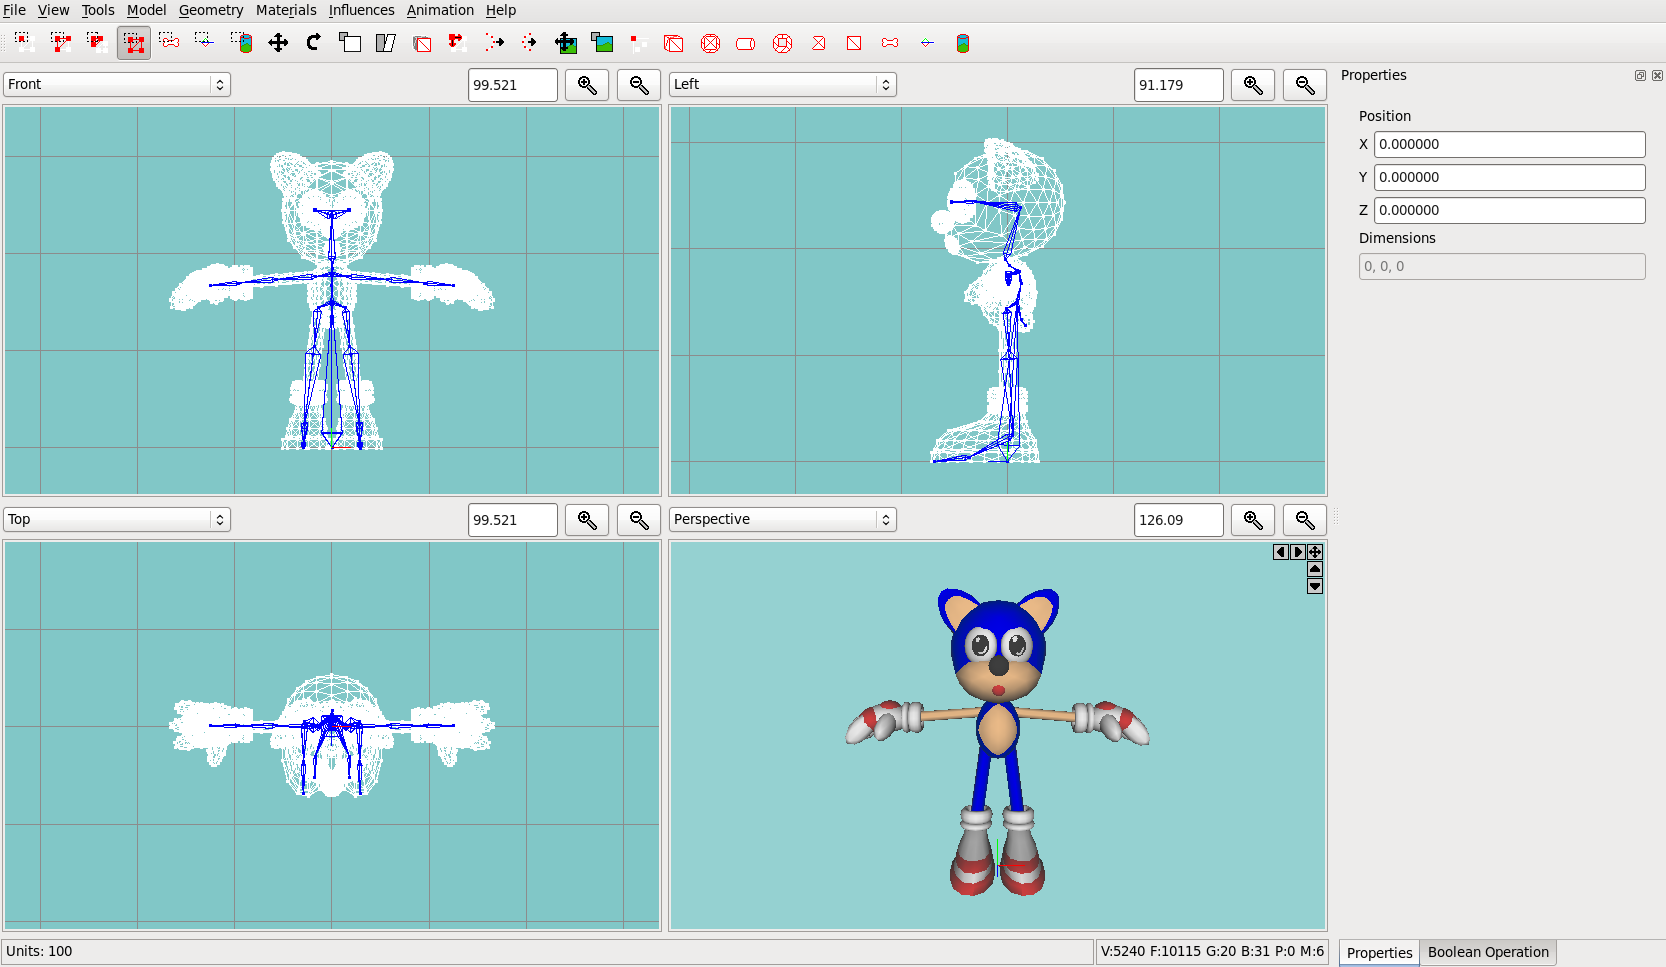 File View Tools Model Geometry Materials Influences Animation Help
Front 99.521
Left 91.179
Properties
Position
X 0.000000
Y 0.000000
Z 0.000000
Dimensions
0, 0, 0
Top 99.521
Perspective 126.09
Units: 100
V:5240 F:10115 G:20 B:31 P:0 M:6
Properties Boolean Operation